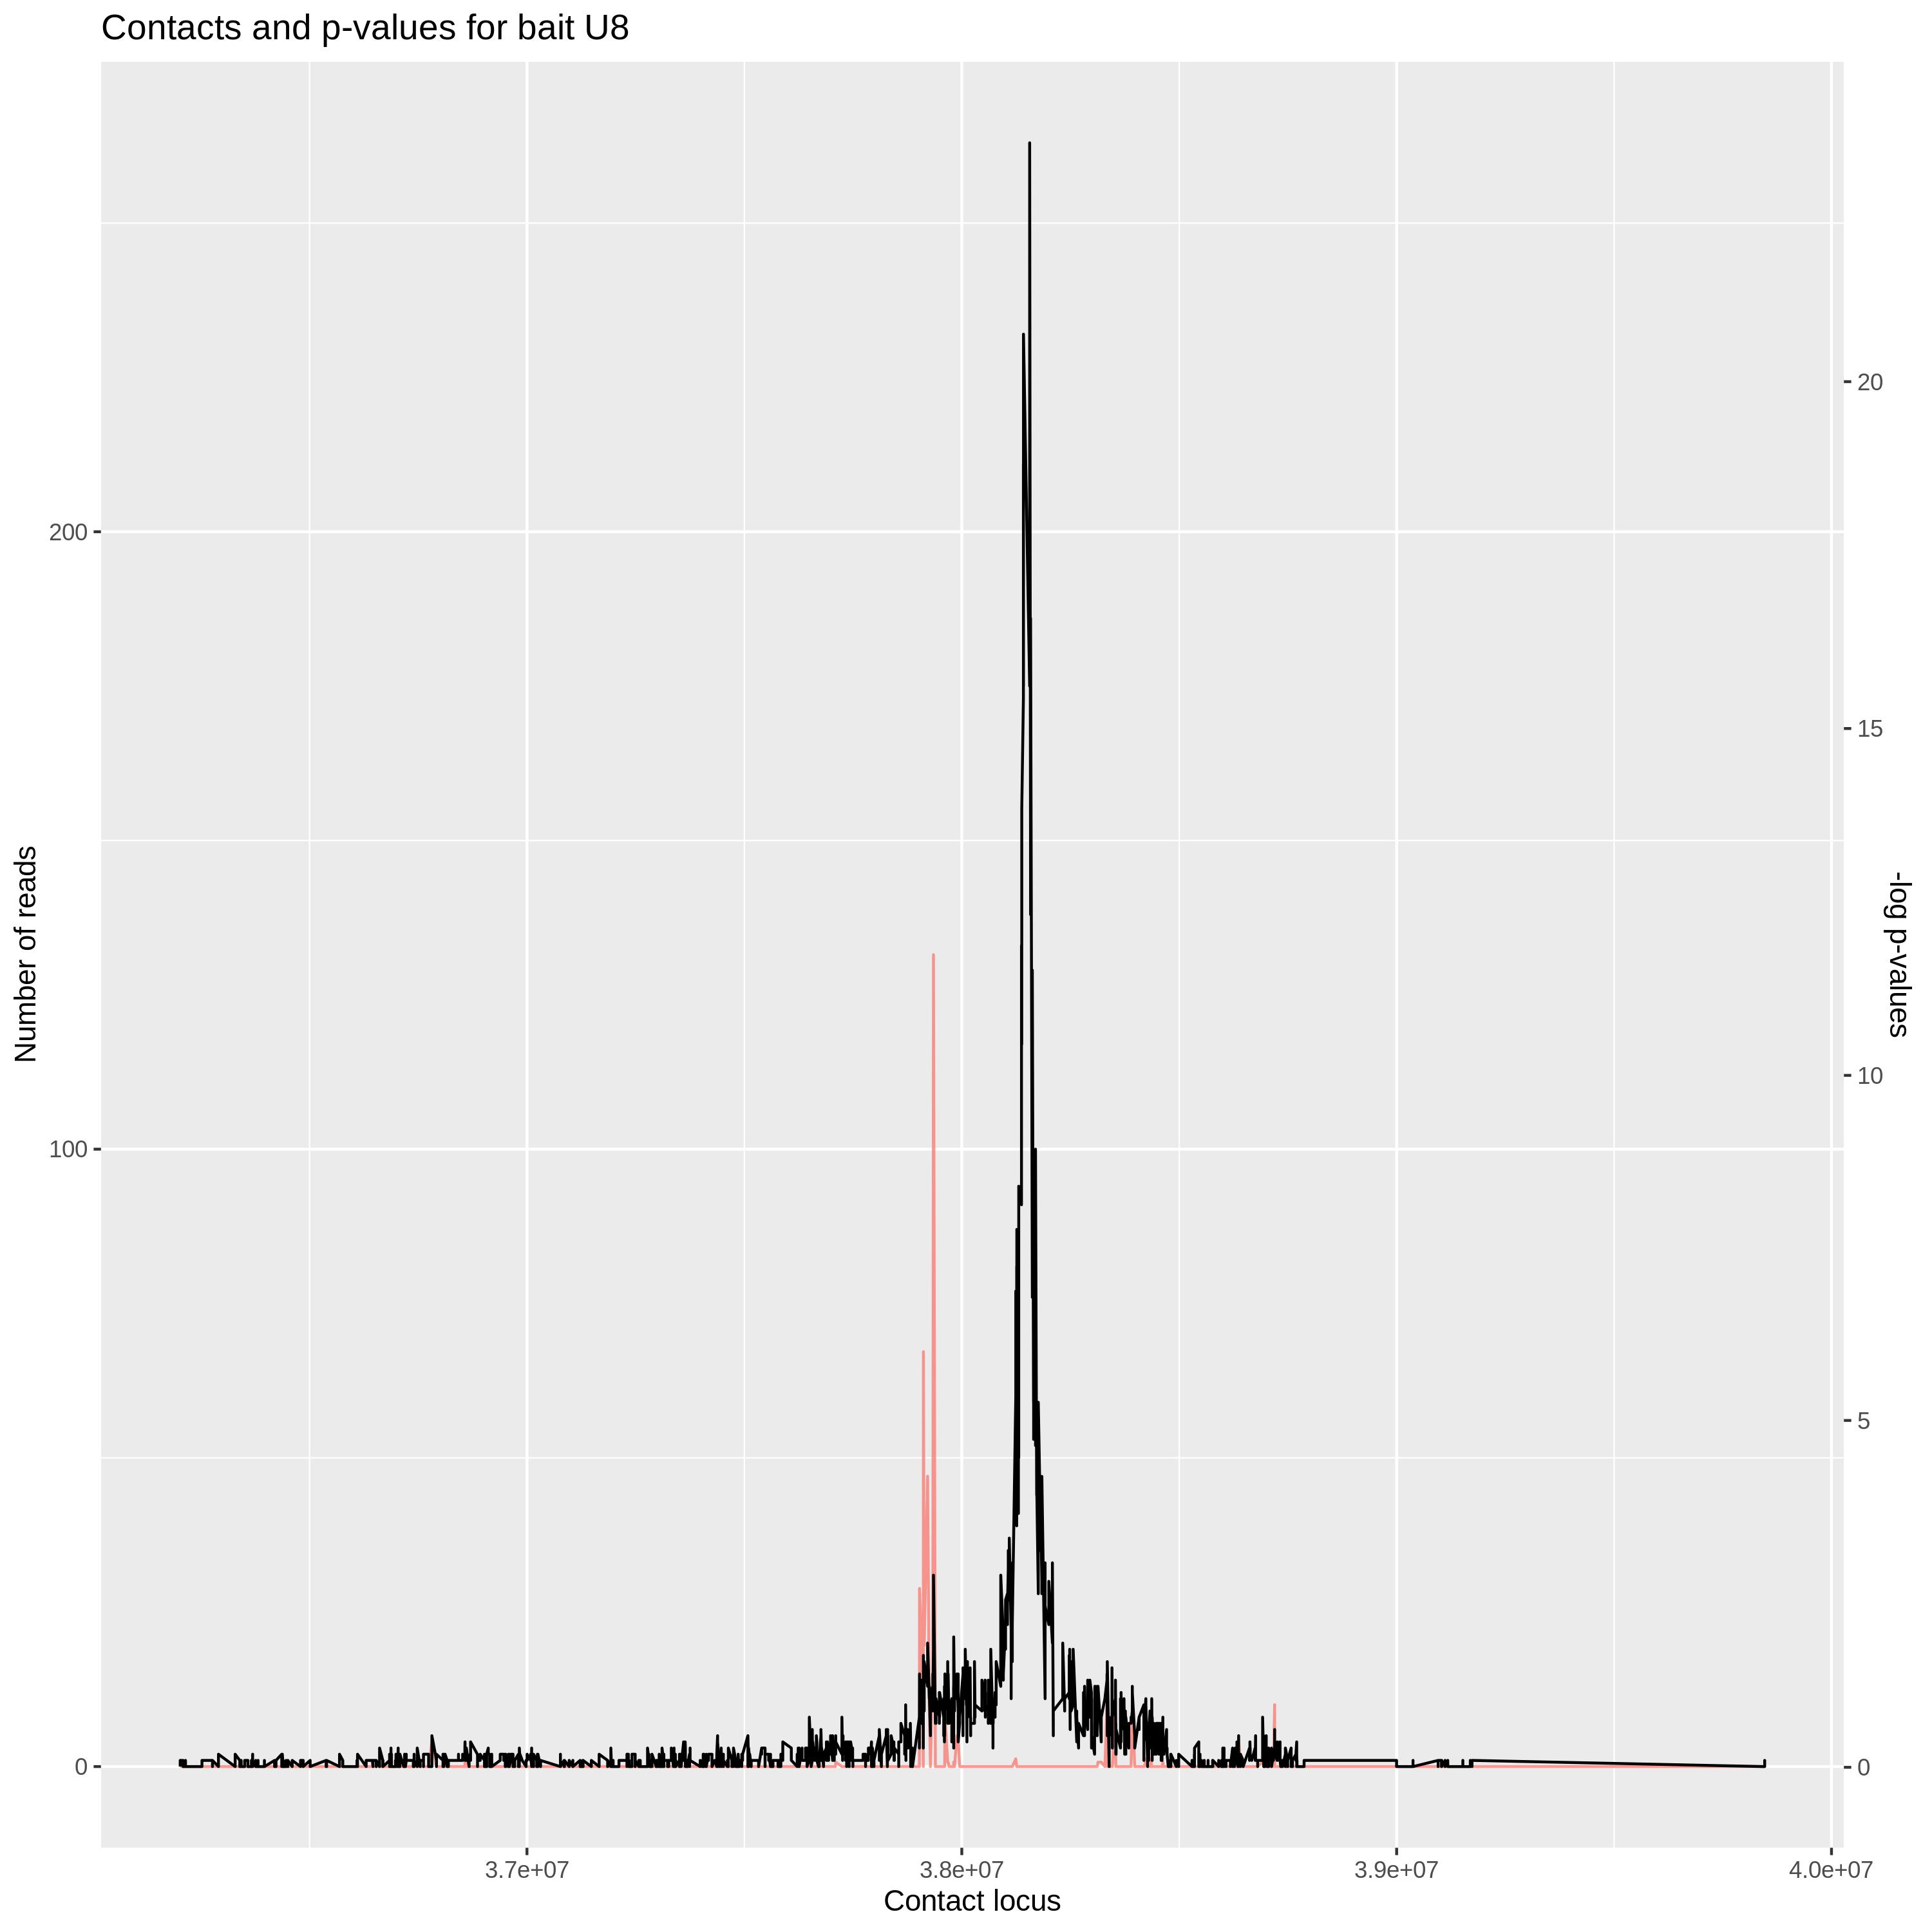 Contacts and p-values for bait U8
Number of reads
200
100
0
20
15
10
5
0
-log p-values
3.7e+07
3.8e+07
3.9e+07
4.0e+07
Contact locus